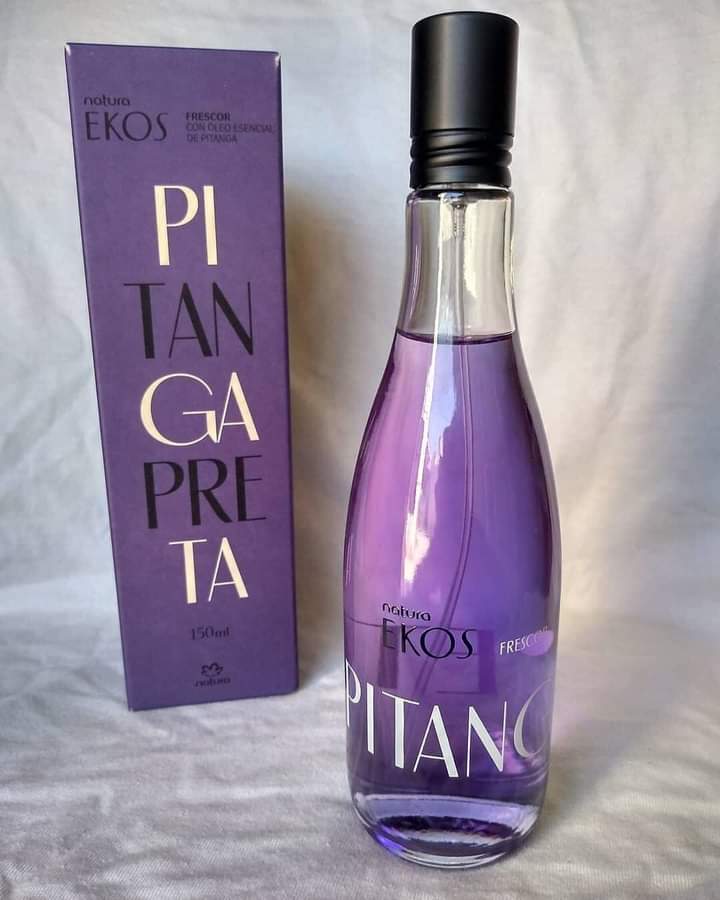 natura
EKOS
FRESCOR
CON ÓLEO ESENCIAL
DE PITANGA
PI
TAN
GA
PRE
TA
150ml
natura
natura
EKOS
FRESCOR
PITANG